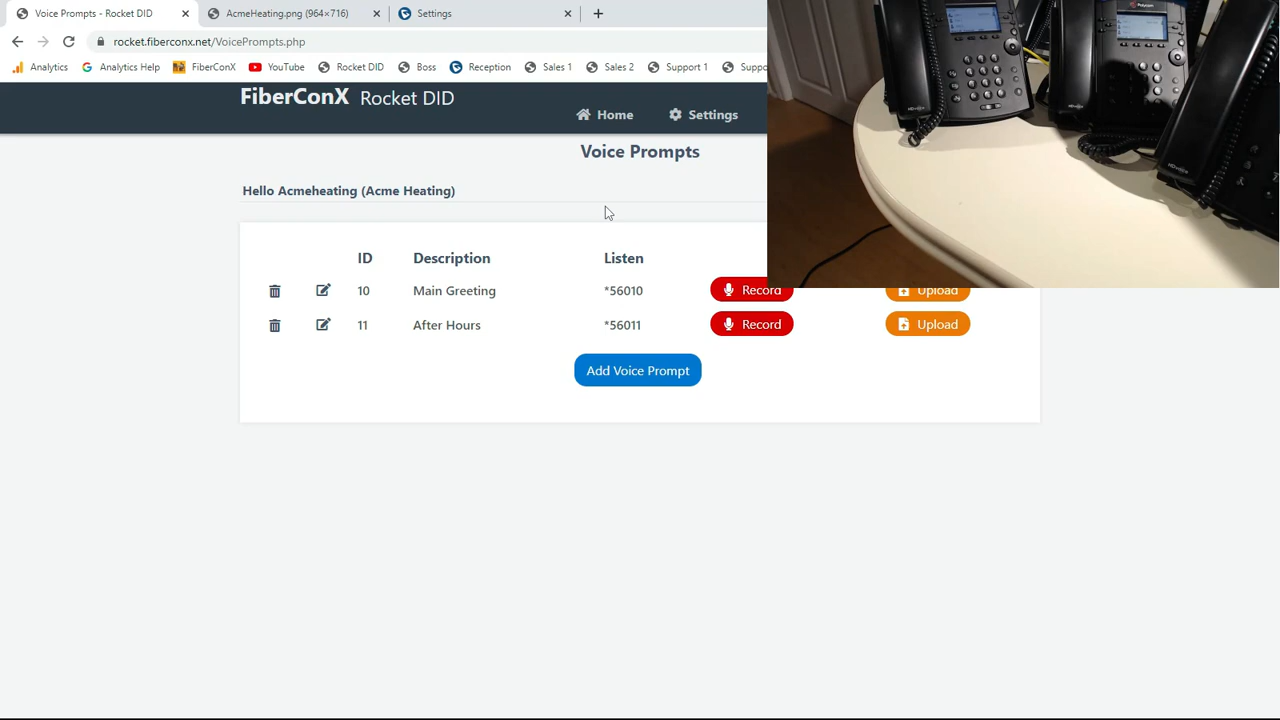 Voice Prompts - Rocket DID
AcmeHeating.png (964×716)
Settings
rocket.fiberconx.net/VoicePrompts.php
Analytics
Analytics Help
FiberConX
YouTube
Rocket DID
Boss
Reception
Sales 1
Sales 2
Support 1
Suppo
FiberConX Rocket DID
Home
Settings
Voice Prompts
Hello Acmeheating (Acme Heating)
ID Description Listen
10 Main Greeting *56010 Record Upload
11 After Hours *56011 Record Upload
Add Voice Prompt
Polycom